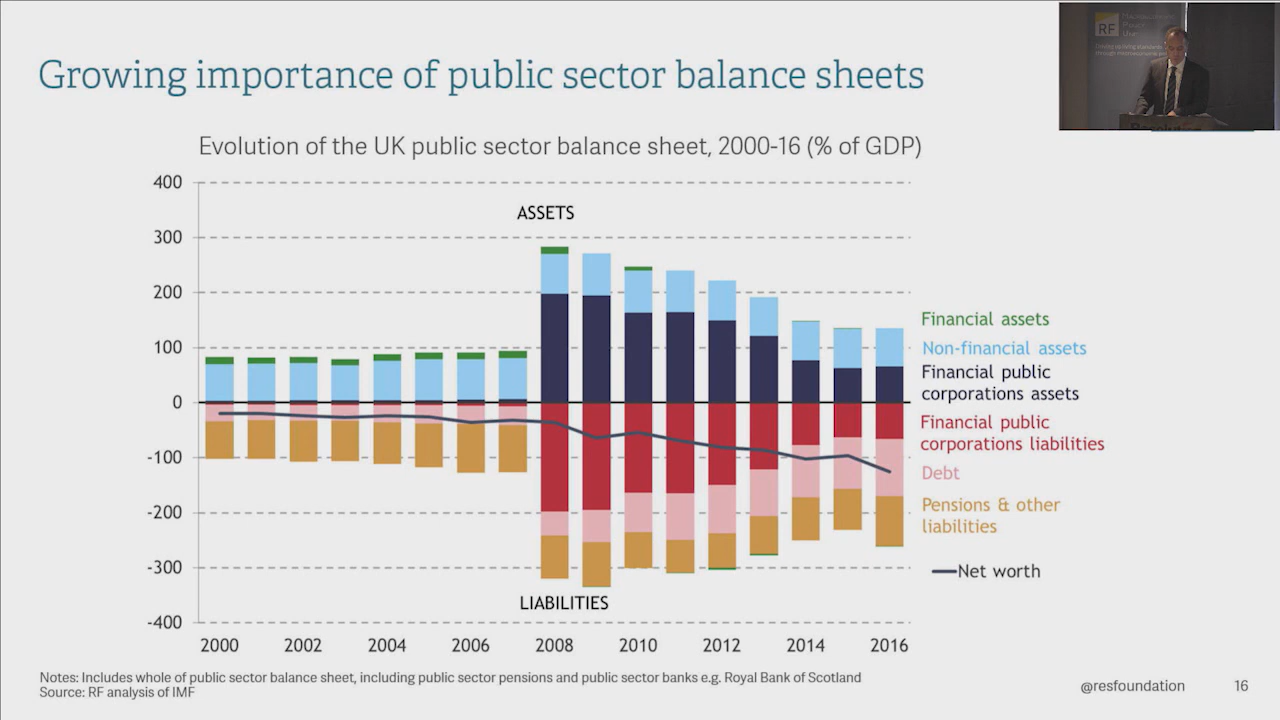 Growing importance of public sector balance sheets
RF
Evolution of the UK public sector balance sheet, 2000-16 (% of GDP)
400
300
200
100
0
-100
-200
-300
-400
ASSETS
LIABILITIES
Financial assets
Non-financial assets
Financial public
corporations assets
Financial public
corporations liabilities
Debt
Pensions & other
liabilities
Net worth
2000 2002 2004 2006 2008 2010 2012 2014 2016
Notes: Includes whole of public sector balance sheet, including public sector pensions and public sector banks e.g. Royal Bank of Scotland
Source: RF analysis of IMF
@resfoundation 16